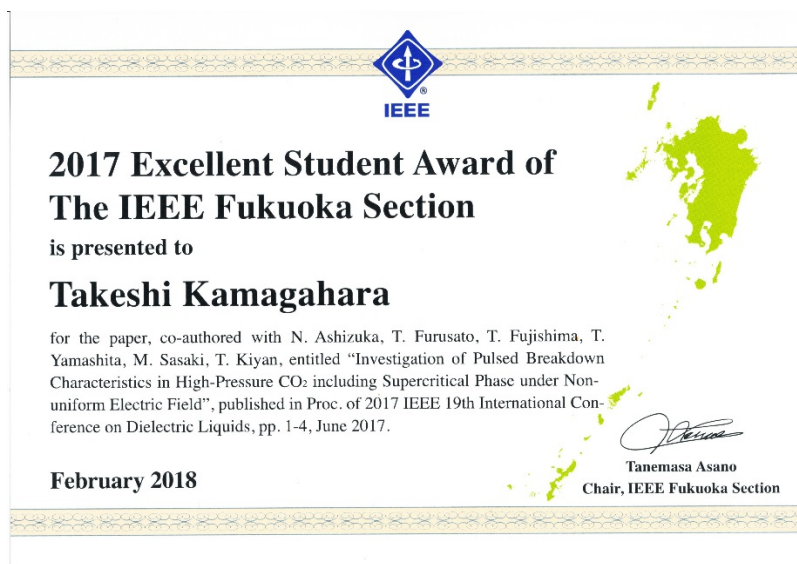 IEEE
2017 Excellent Student Award of
The IEEE Fukuoka Section
is presented to
Takeshi Kamagahara
for the paper, co-authored with N. Ashizuka, T. Furusato, T. Fujishima, T.
Yamashita, M. Sasaki, T. Kiyan, entitled “Investigation of Pulsed Breakdown
Characteristics in High-Pressure CO₂ including Supercritical Phase under Non-
uniform Electric Field”, published in Proc. of 2017 IEEE 19th International Con-
ference on Dielectric Liquids, pp. 1-4, June 2017.
February 2018
Tanemasa Asano
Chair, IEEE Fukuoka Section